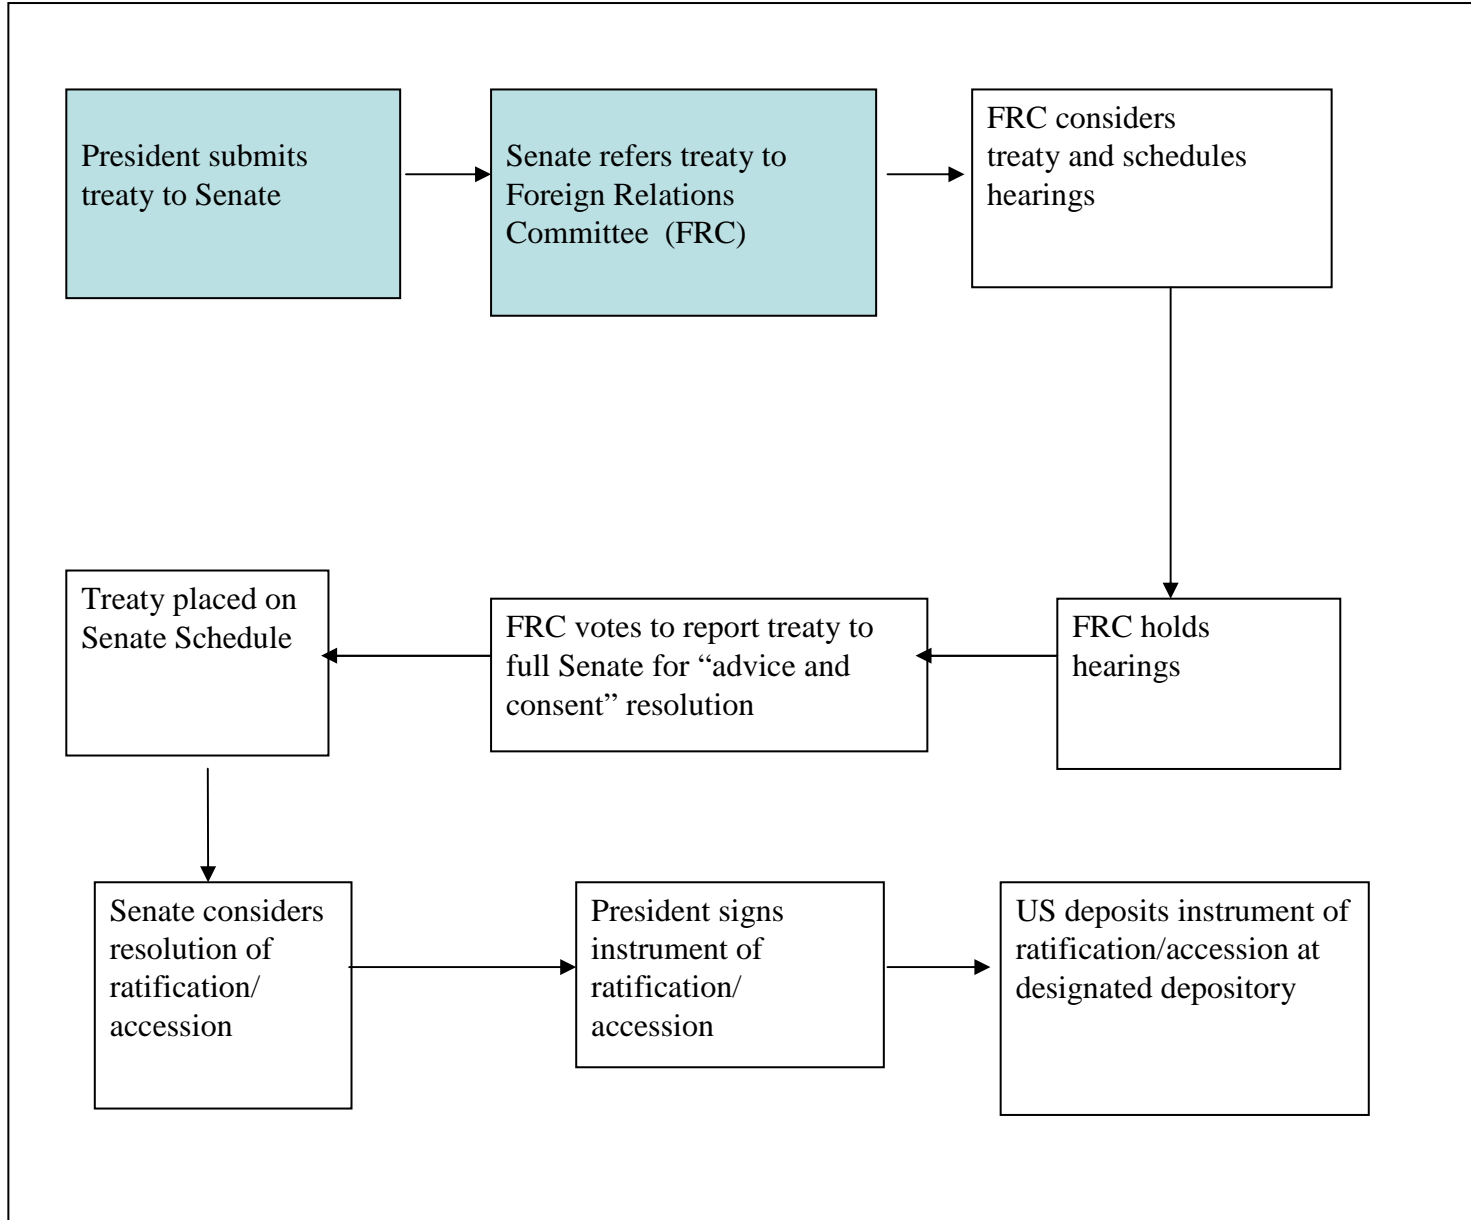 President submits
treaty to Senate
Senate refers treaty to
Foreign Relations
Committee  (FRC)
FRC considers
treaty and schedules
hearings
FRC holds
hearings
FRC votes to report treaty to
full Senate for “advice and
consent” resolution
Treaty placed on
Senate Schedule
Senate considers
resolution of
ratification/
accession
President signs
instrument of
ratification/
accession
US deposits instrument of
ratification/accession at
designated depository